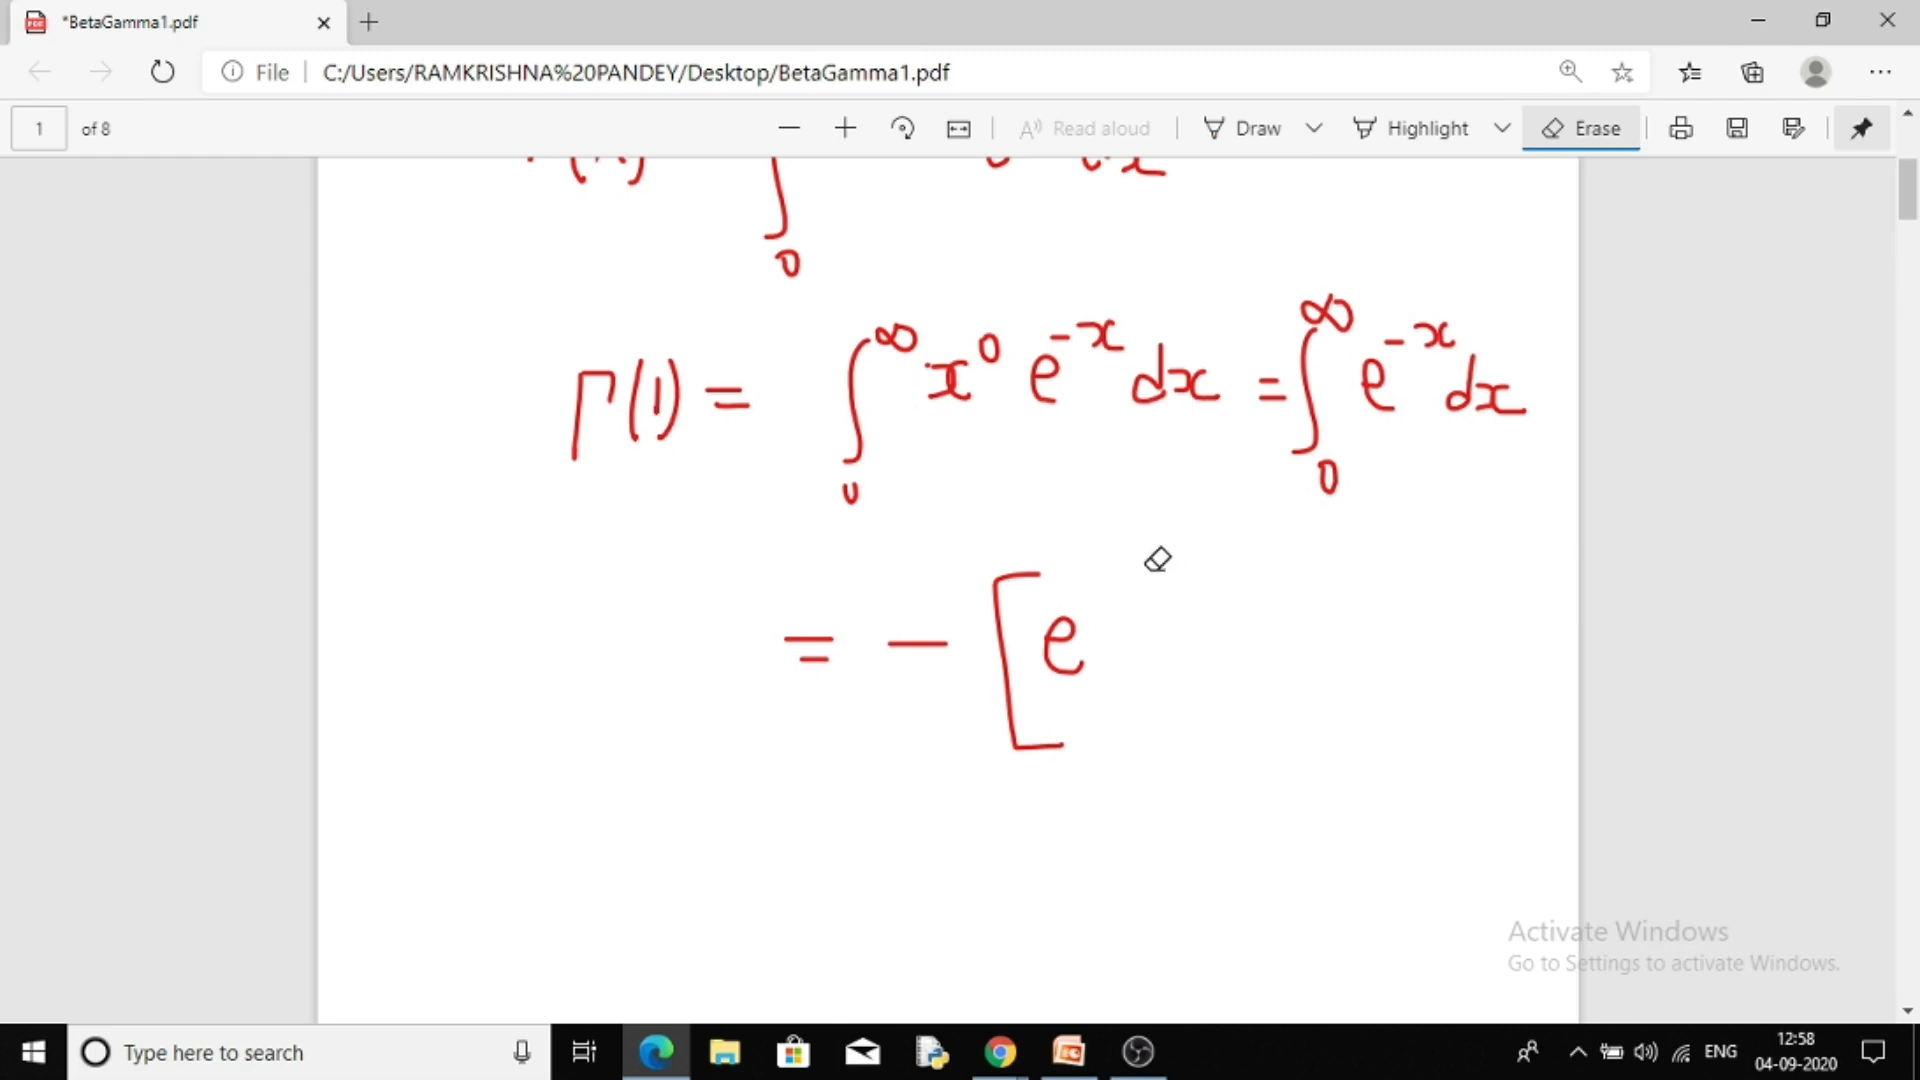 *BetaGamma1.pdf
File C:/Users/RAMKRISHNA%20PANDEY/Desktop/BetaGamma1.pdf
1 of 8 Read aloud Draw Highlight Erase
0
Γ(1) = ∫₀^∞ x⁰ e^{-x} dx = ∫₀^∞ e^{-x} dx
= - [ e
Activate Windows
Go to Settings to activate Windows.
Type here to search
ENG
12:58
04-09-2020